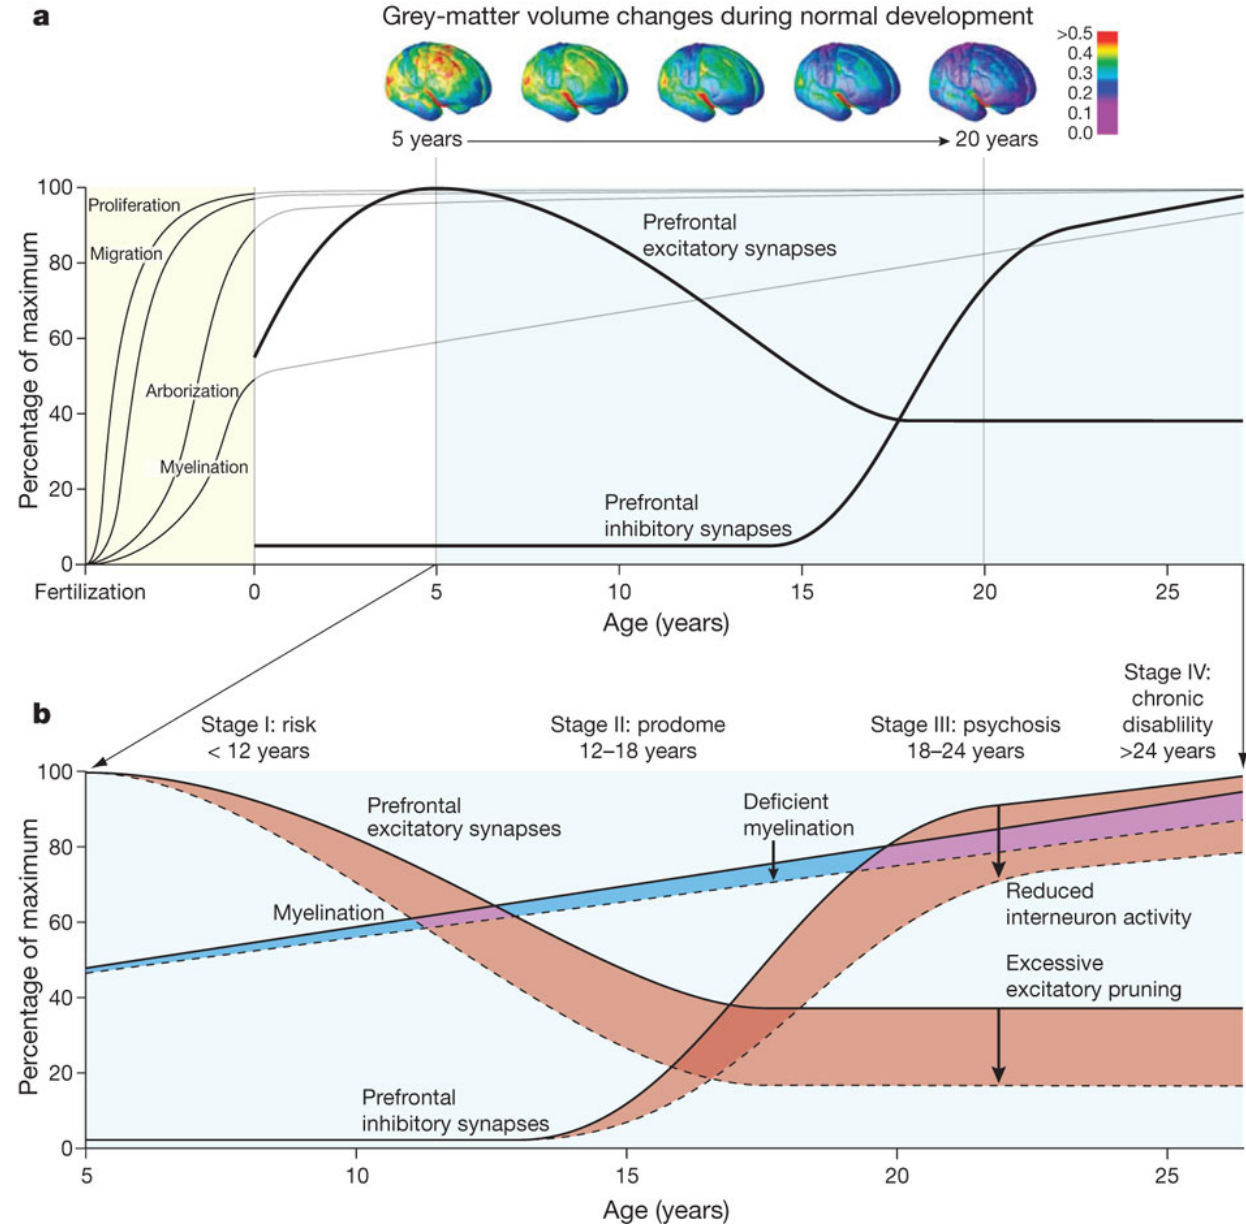 a
Grey-matter volume changes during normal development
>0.5
0.4
0.3
0.2
0.1
0.0
5 years
20 years
Percentage of maximum
100
80
60
40
20
0
Proliferation
Migration
Arborization
Myelination
Prefrontal
excitatory synapses
Prefrontal
inhibitory synapses
Fertilization
0
5
10
15
20
25
Age (years)
b
Stage I: risk
< 12 years
Stage II: prodome
12–18 years
Stage III: psychosis
18–24 years
Stage IV:
chronic
disablility
>24 years
Percentage of maximum
100
80
60
40
20
0
Prefrontal
excitatory synapses
Deficient
myelination
Myelination
Reduced
interneuron activity
Excessive
excitatory pruning
Prefrontal
inhibitory synapses
5
10
15
20
25
Age (years)